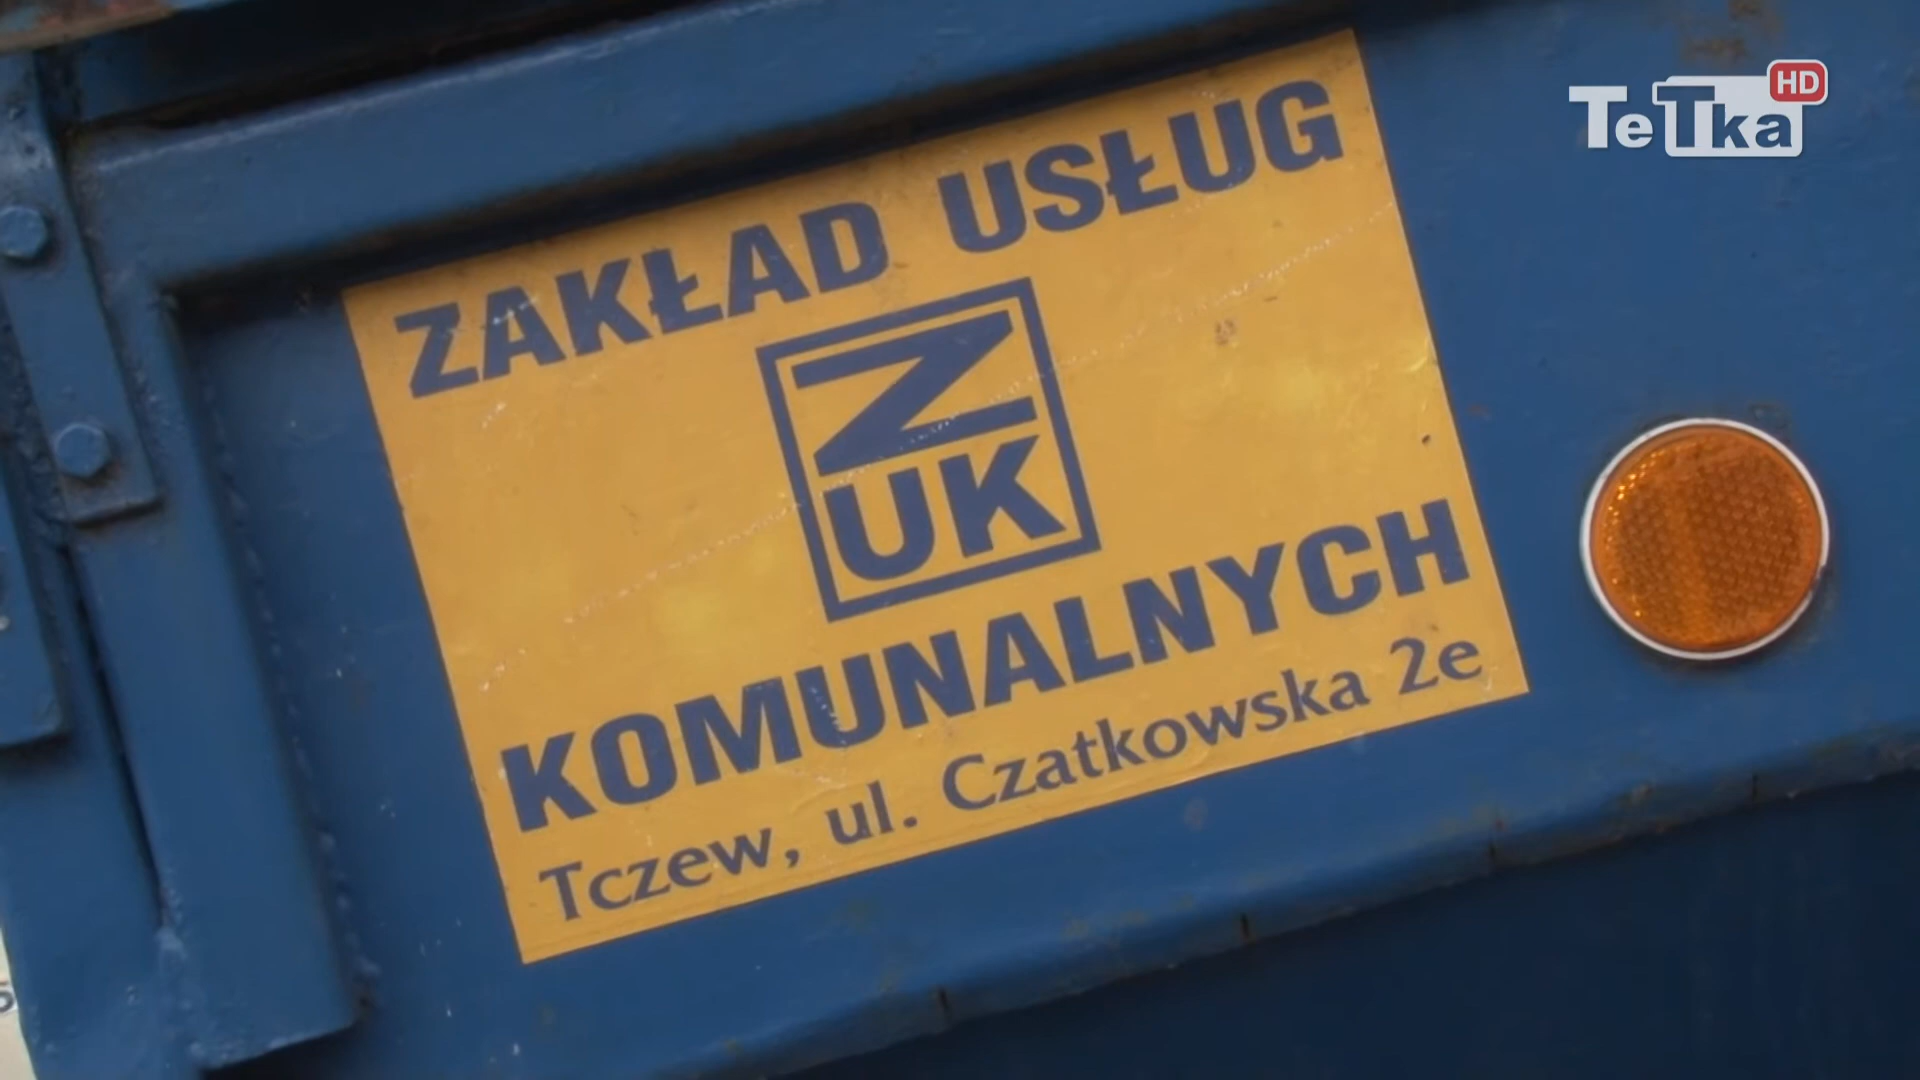 TeTka HD
ZAKŁAD USŁUG
Z
UK
KOMUNALNYCH
Tczew, ul. Czatkowska 2e